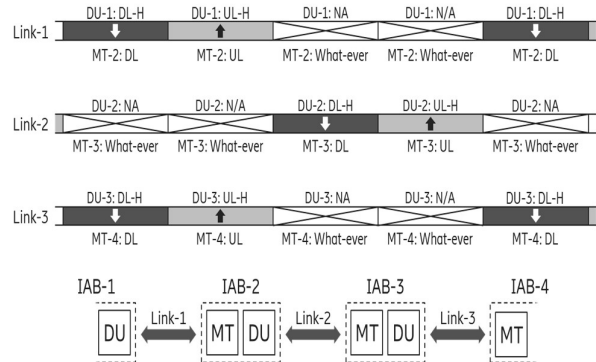 DU-1: DL-H DU-1: UL-H DU-1: NA DU-1: N/A DU-1: DL-H
Link-1
MT-2: DL MT-2: UL MT-2: What-ever MT-2: What-ever MT-2: DL
DU-2: NA DU-2: N/A DU-2: DL-H DU-2: UL-H DU-2: NA
Link-2
MT-3: What-ever MT-3: What-ever MT-3: DL MT-3: UL MT-3: What-ever
DU-3: DL-H DU-3: UL-H DU-3: NA DU-3: N/A DU-3: DL-H
Link-3
MT-4: DL MT-4: UL MT-4: What-ever MT-4: What-ever MT-4: DL
IAB-1 IAB-2 IAB-3 IAB-4
DU Link-1 MT DU Link-2 MT DU Link-3 MT